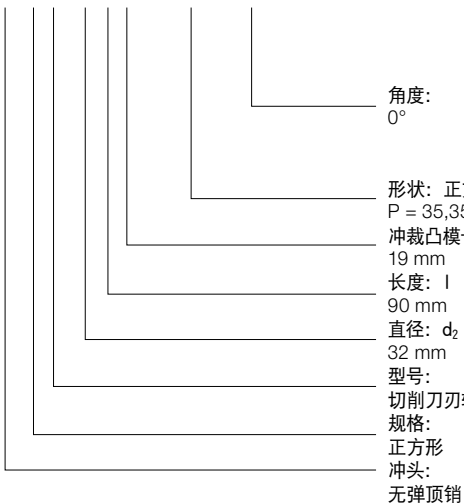 角度:
0°
形状: 正
P = 35,35
冲裁凸模
19 mm
长度: l
90 mm
直径: d₂
32 mm
型号:
切削刀刃
规格:
正方形
冲头:
无弹顶销